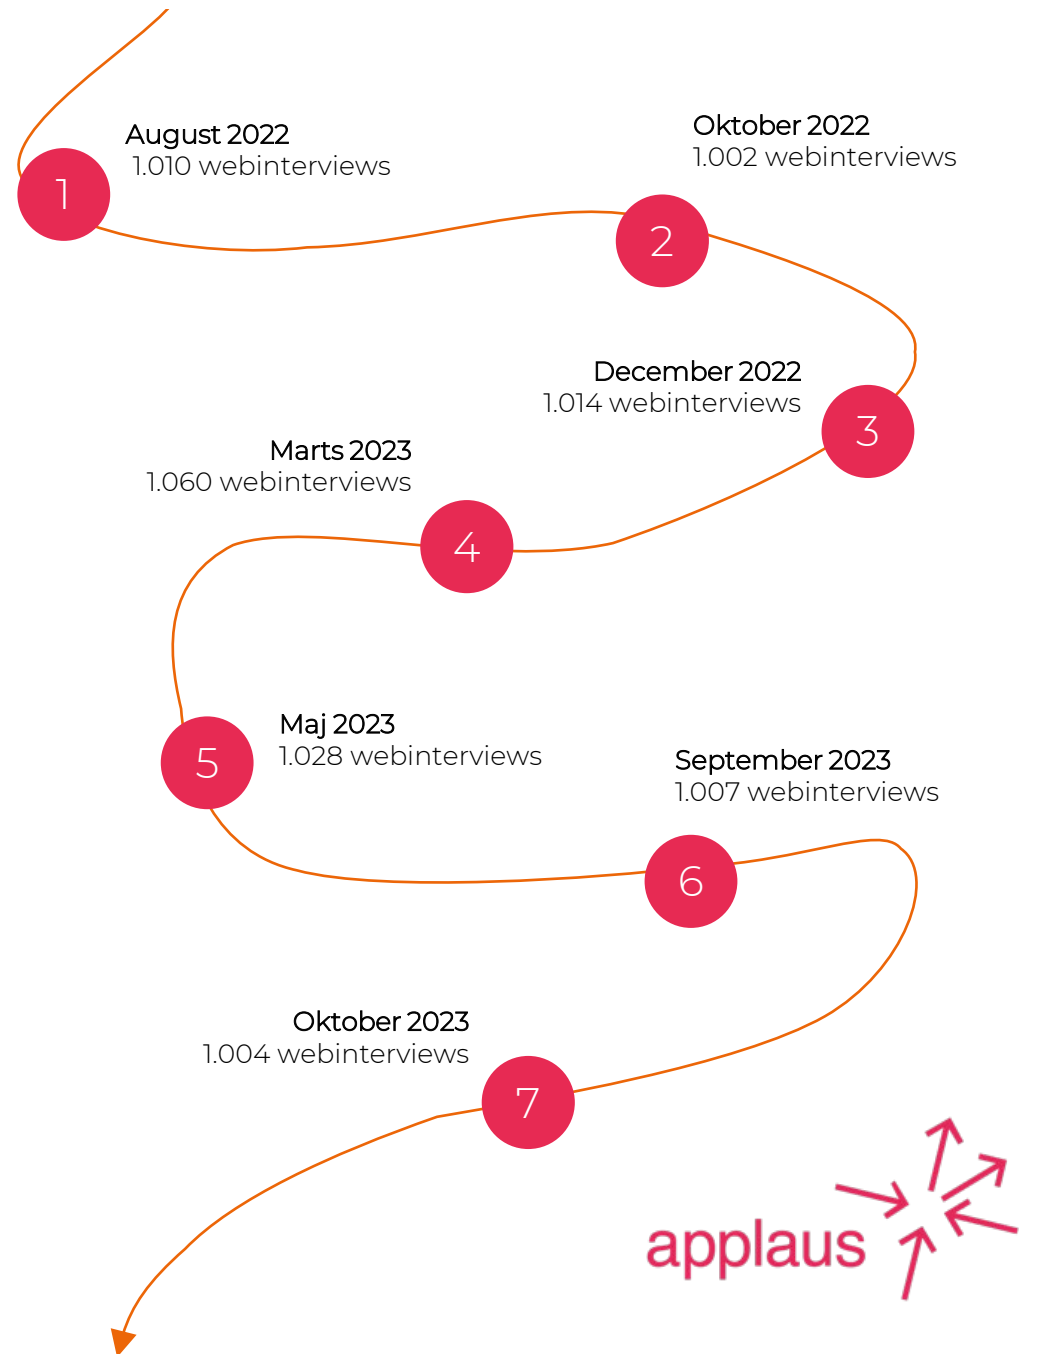 August 2022
1.010 webinterviews
1
Oktober 2022
1.002 webinterviews
2
December 2022
1.014 webinterviews
3
Marts 2023
1.060 webinterviews
4
Maj 2023
1.028 webinterviews
5
September 2023
1.007 webinterviews
6
Oktober 2023
1.004 webinterviews
7
applaus